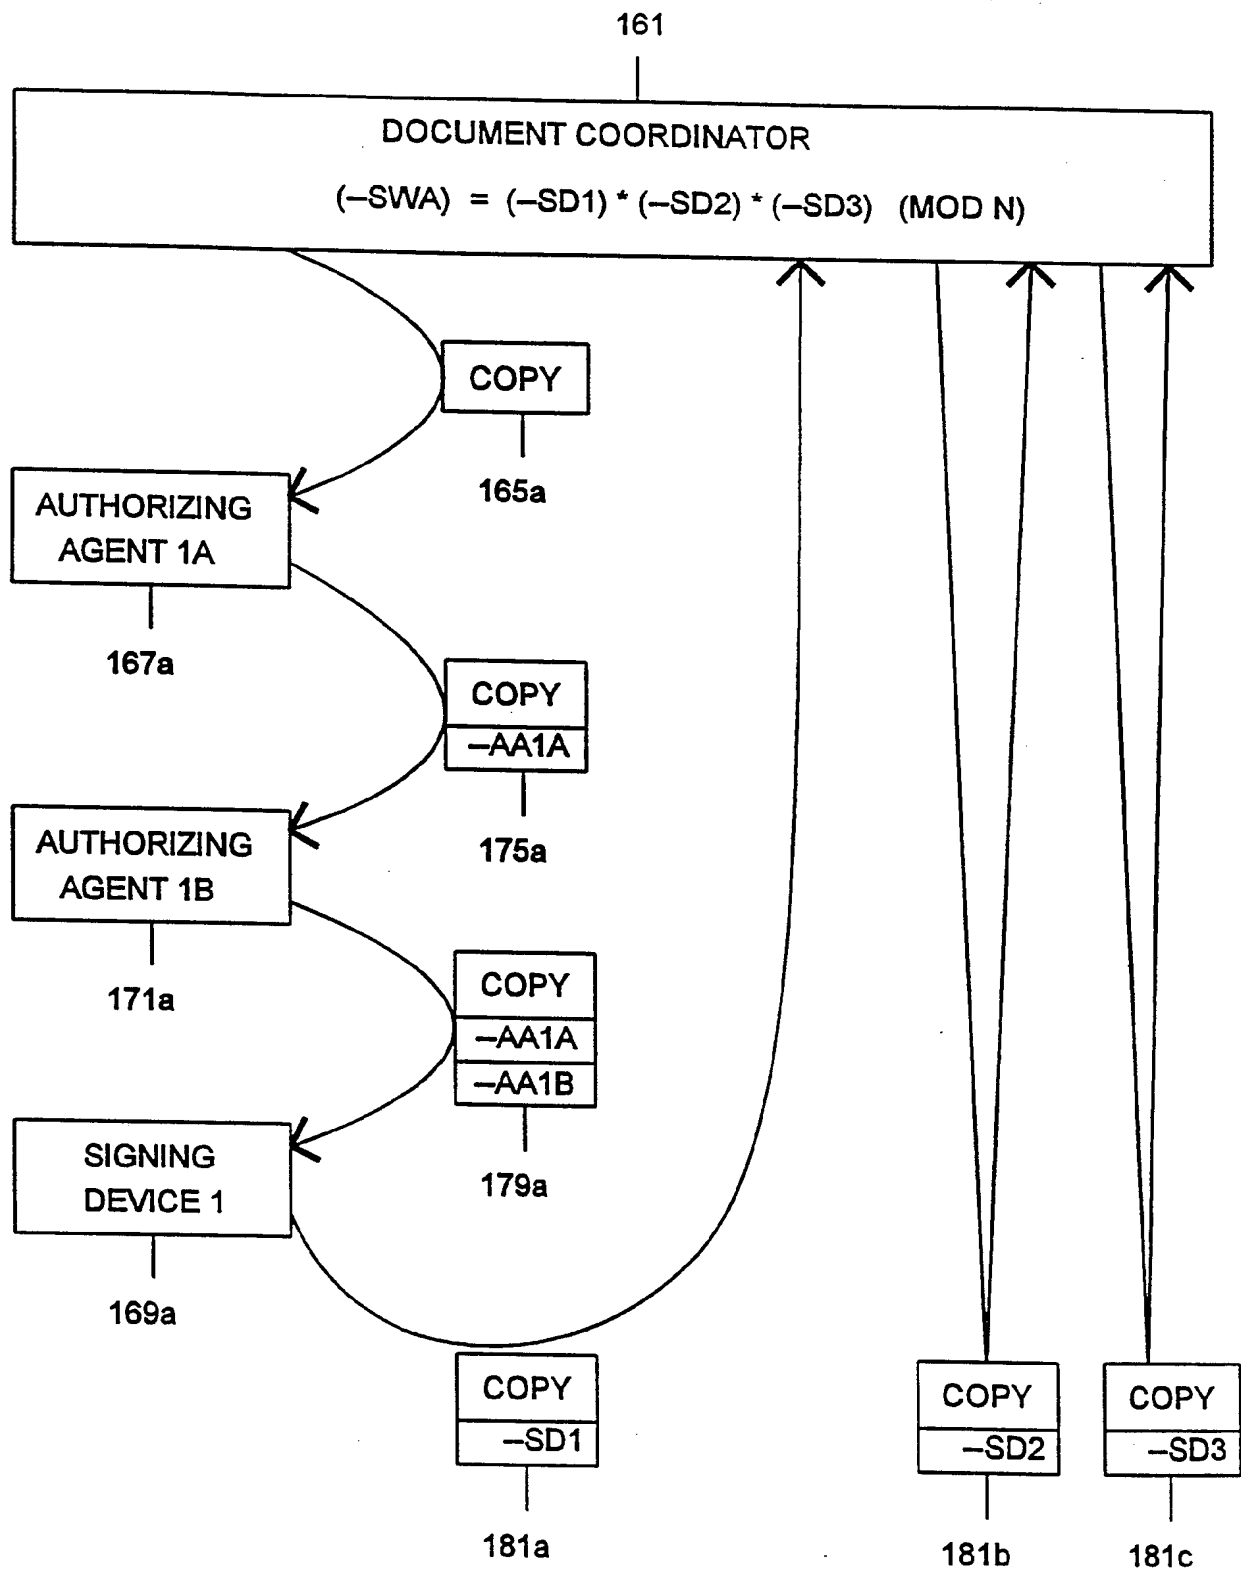 161
DOCUMENT COORDINATOR
(–SWA) = (–SD1) * (–SD2) * (–SD3) (MOD N)
COPY
165a
AUTHORIZING
AGENT 1A
167a
COPY
–AA1A
175a
AUTHORIZING
AGENT 1B
171a
COPY
–AA1A
–AA1B
179a
SIGNING
DEVICE 1
169a
COPY
–SD1
181a
COPY
–SD2
181b
COPY
–SD3
181c